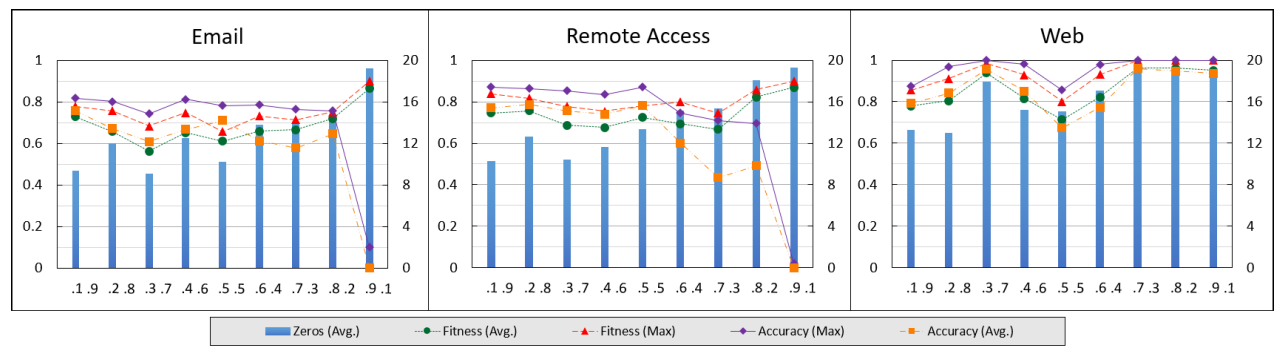 Email
1 20
0.8 16
0.6 12
0.4 8
0.2 4
0 0
.1 .9 .2 .8 .3 .7 .4 .6 .5 .5 .6 .4 .7 .3 .8 .2 .9 .1
Remote Access
1 20
0.8 16
0.6 12
0.4 8
0.2 4
0 0
.1 .9 .2 .8 .3 .7 .4 .6 .5 .5 .6 .4 .7 .3 .8 .2 .9 .1
Web
1 20
0.8 16
0.6 12
0.4 8
0.2 4
0 0
.1 .9 .2 .8 .3 .7 .4 .6 .5 .5 .6 .4 .7 .3 .8 .2 .9 .1
Zeros (Avg.) Fitness (Avg.) Fitness (Max) Accuracy (Max) Accuracy (Avg.)